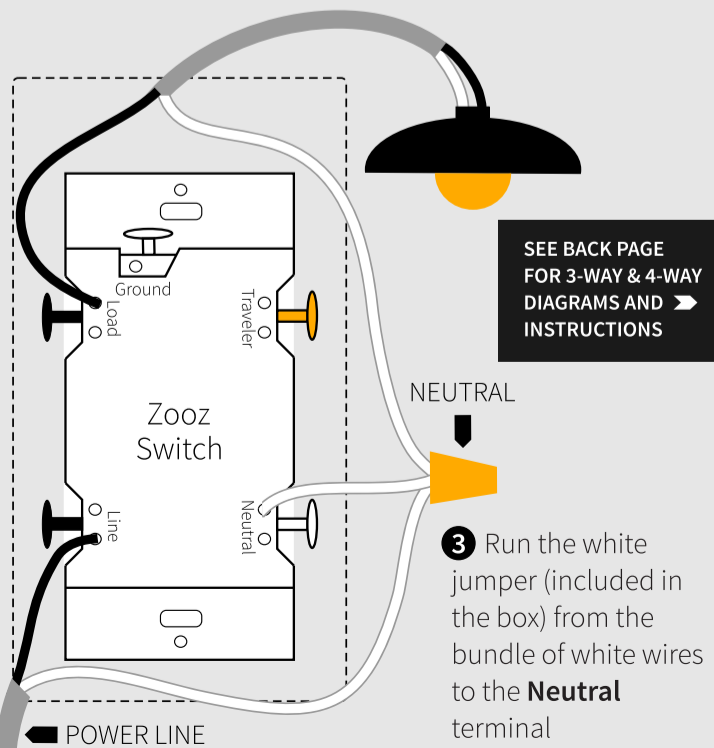 SEE BACK PAGE
FOR 3-WAY & 4-WAY
DIAGRAMS AND
INSTRUCTIONS
Ground
Load
Traveler
Zooz
Switch
NEUTRAL
Line
Neutral
3 Run the white
jumper (included in
the box) from the
bundle of white wires
to the Neutral
terminal
POWER LINE